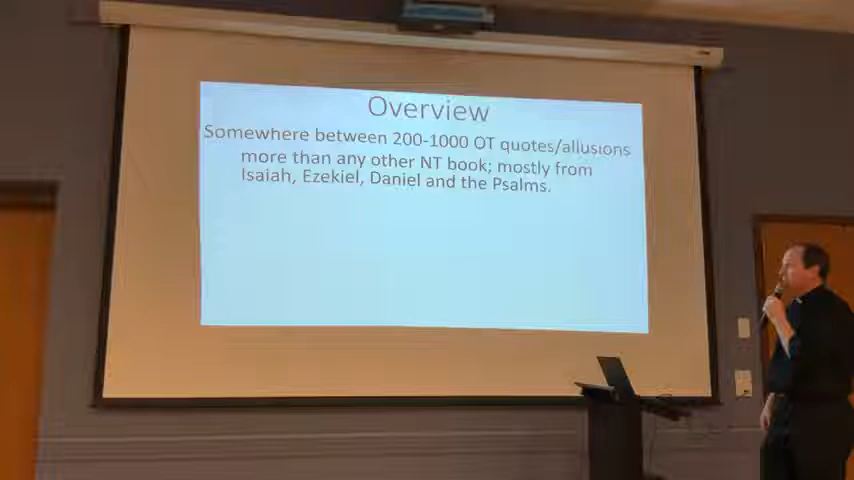 Overview
Somewhere between 200-1000 OT quotes/allusions
more than any other NT book; mostly from
Isaiah, Ezekiel, Daniel and the Psalms.